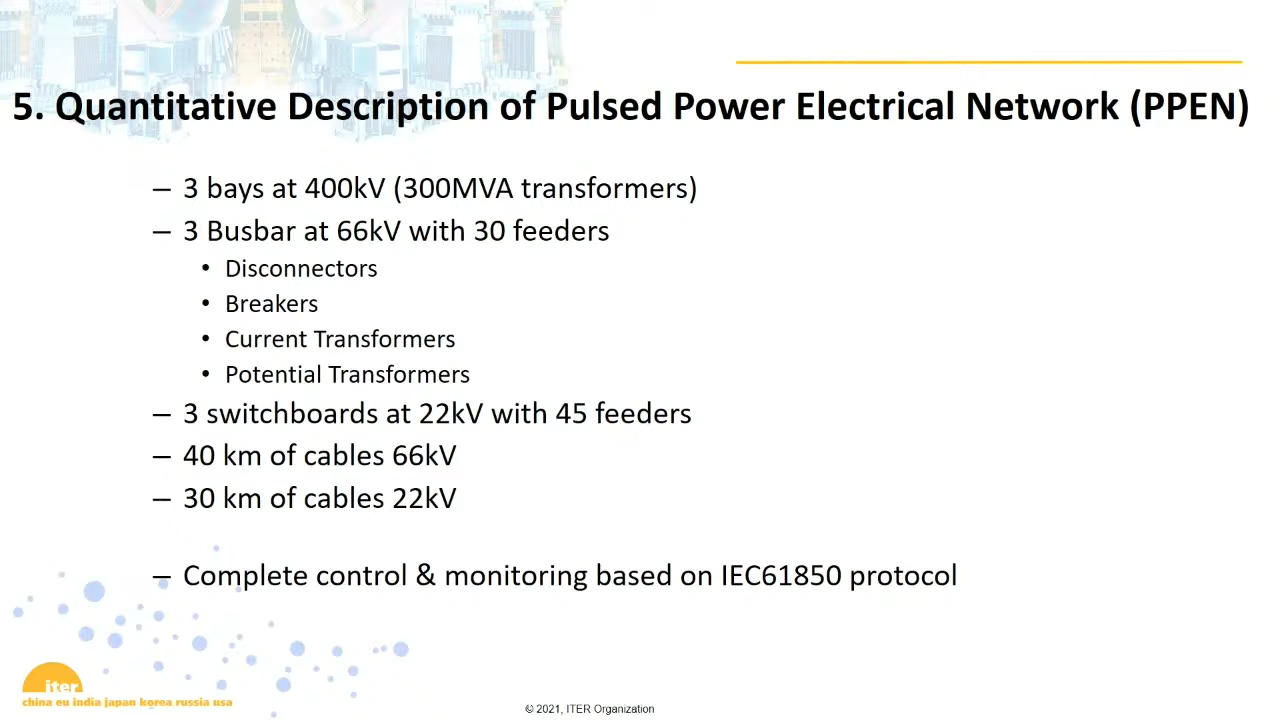 5. Quantitative Description of Pulsed Power Electrical Network (PPEN)
– 3 bays at 400kV (300MVA transformers)
– 3 Busbar at 66kV with 30 feeders
• Disconnectors
• Breakers
• Current Transformers
• Potential Transformers
– 3 switchboards at 22kV with 45 feeders
– 40 km of cables 66kV
– 30 km of cables 22kV
– Complete control & monitoring based on IEC61850 protocol
iter
china eu india japan korea russia usa
© 2021, ITER Organization